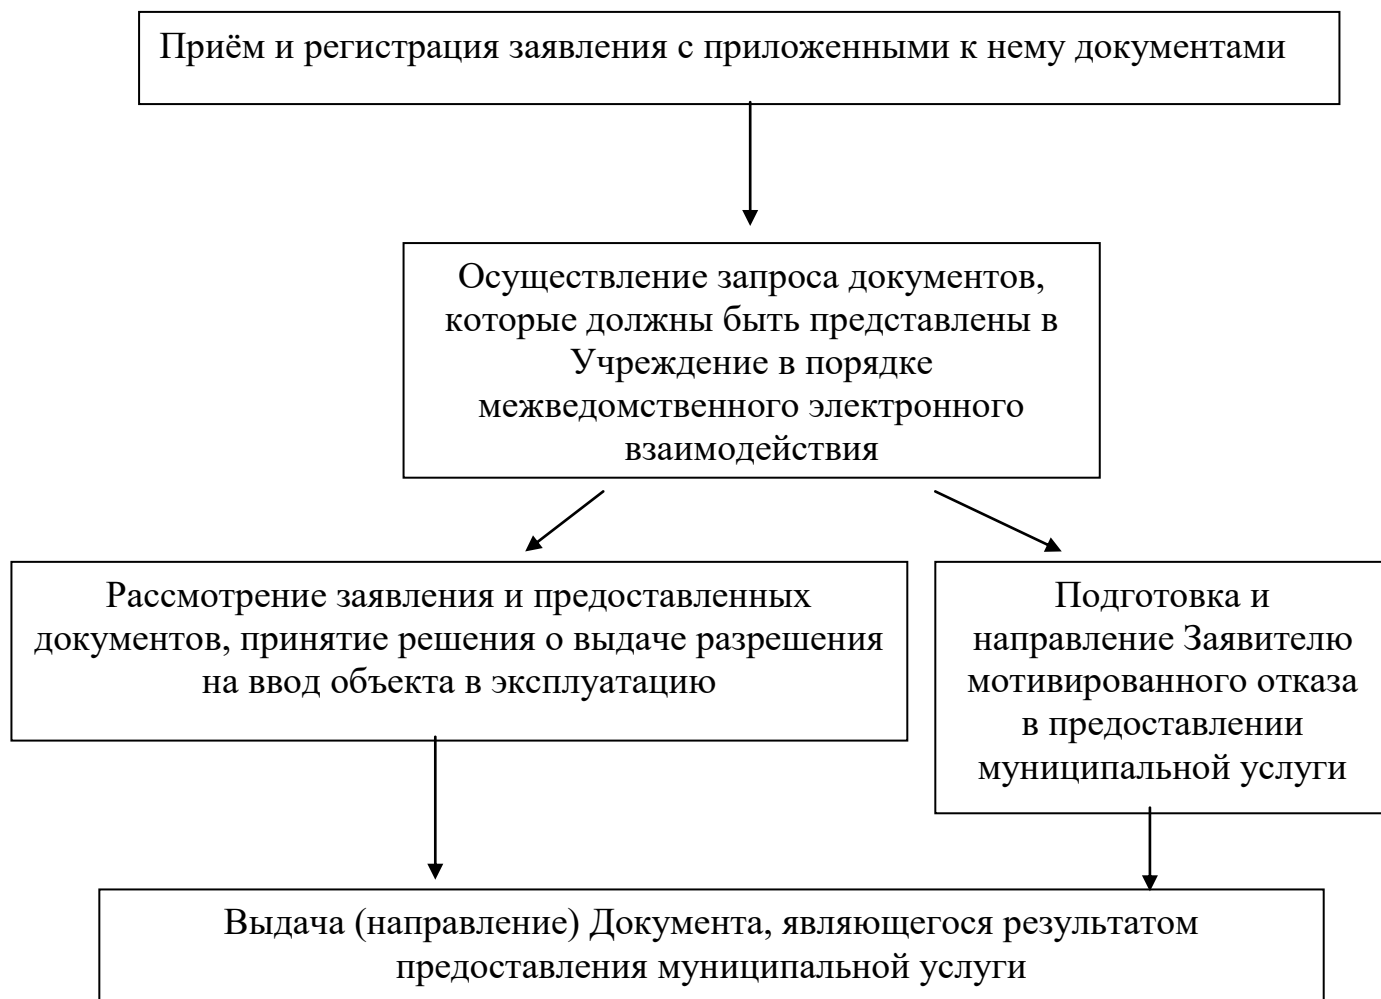 Приём и регистрация заявления с приложенными к нему документами
Осуществление запроса документов,
которые должны быть представлены в
Учреждение в порядке
межведомственного электронного
взаимодействия
Рассмотрение заявления и предоставленных
документов, принятие решения о выдаче разрешения
на ввод объекта в эксплуатацию
Подготовка и
направление Заявителю
мотивированного отказа
в предоставлении
муниципальной услуги
Выдача (направление) Документа, являющегося результатом
предоставления муниципальной услуги